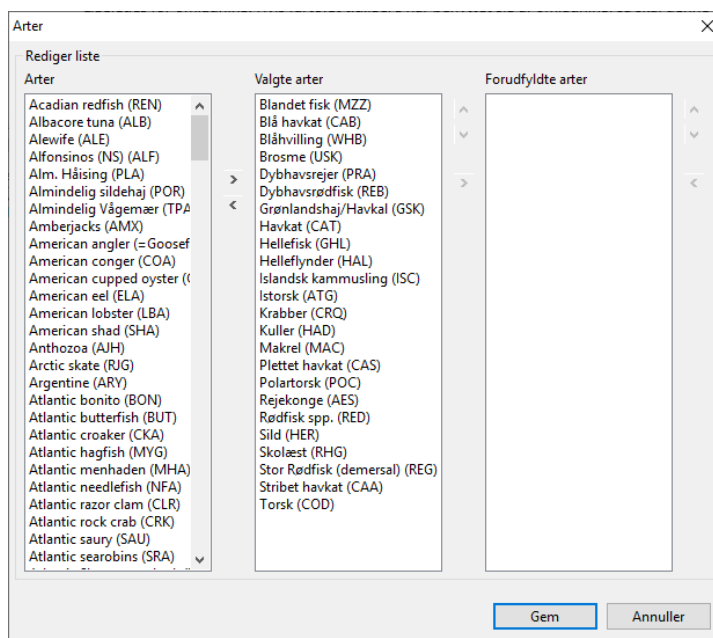 Arter
Rediger liste
Arter
Acadian redfish (REN)
Albacore tuna (ALB)
Alewife (ALE)
Alfonsinos (NS) (ALF)
Alm. Håising (PLA)
Almindelig sildehaj (POR)
Almindelig Vågemær (TPA
Amberjacks (AMX)
American angler (=Goosef
American conger (COA)
American cupped oyster (
American eel (ELA)
American lobster (LBA)
American shad (SHA)
Anthozoa (AJH)
Arctic skate (RJG)
Argentine (ARY)
Atlantic bonito (BON)
Atlantic butterfish (BUT)
Atlantic croaker (CKA)
Atlantic hagfish (MYG)
Atlantic menhaden (MHA)
Atlantic needlefish (NFA)
Atlantic razor clam (CLR)
Atlantic rock crab (CRK)
Atlantic saury (SAU)
Atlantic searobins (SRA)
Valgte arter
Blandet fisk (MZZ)
Blå havkat (CAB)
Blåhvilling (WHB)
Brosme (USK)
Dybhavsrejer (PRA)
Dybhavsrødfisk (REB)
Grønlandshaj/Havkal (GSK)
Havkat (CAT)
Hellefisk (GHL)
Helleflynder (HAL)
Islandsk kammusling (ISC)
Istorsk (ATG)
Krabber (CRQ)
Kuller (HAD)
Makrel (MAC)
Plettet havkat (CAS)
Polartorsk (POC)
Rejekonge (AES)
Rødfisk spp. (RED)
Sild (HER)
Skolæst (RHG)
Stor Rødfisk (demersal) (REG)
Stribet havkat (CAA)
Torsk (COD)
Forudfyldte arter
Gem
Annuller